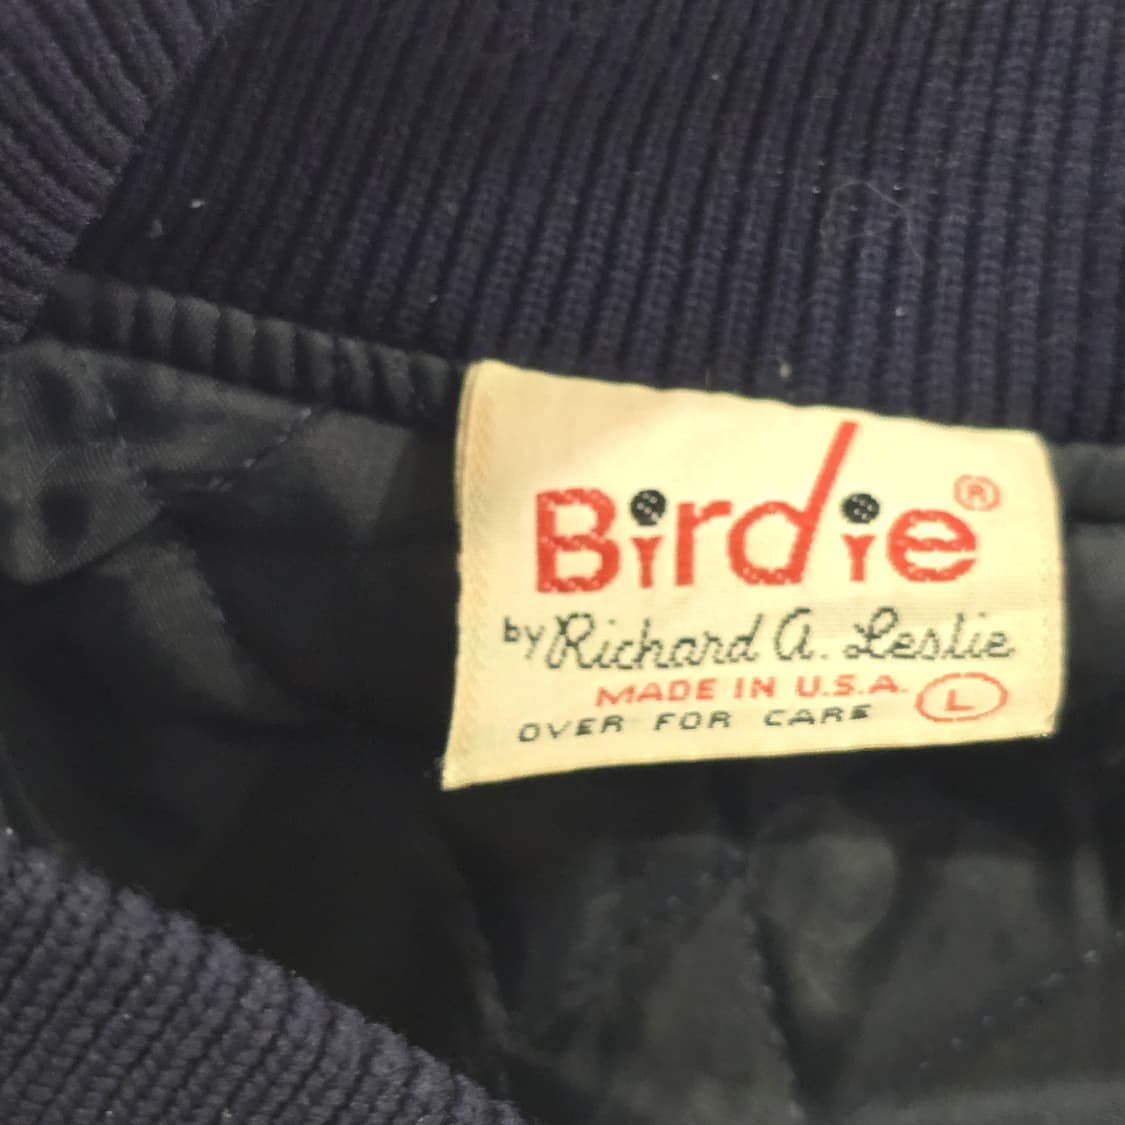 Birdie®
by Richard A. Leslie
MADE IN U.S.A. L
OVER FOR CARE